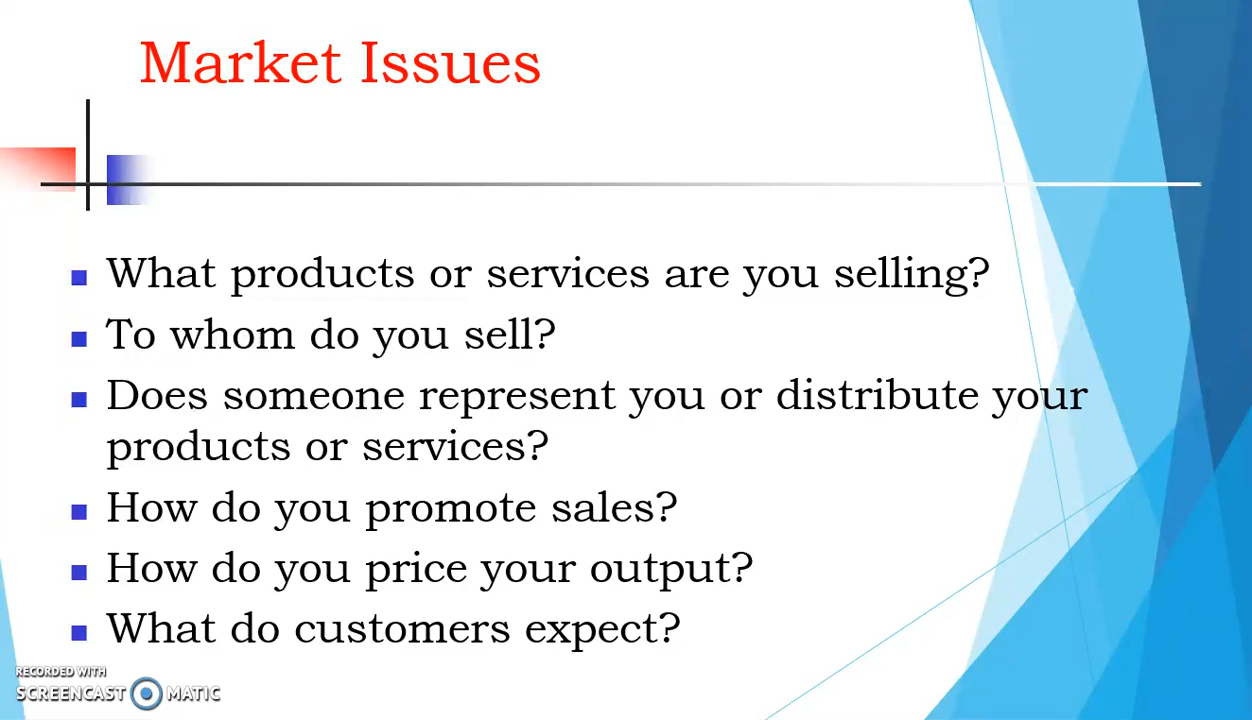 Market Issues
What products or services are you selling?
To whom do you sell?
Does someone represent you or distribute your
products or services?
How do you promote sales?
How do you price your output?
What do customers expect?
RECORDED WITH
SCREENCAST MATIC